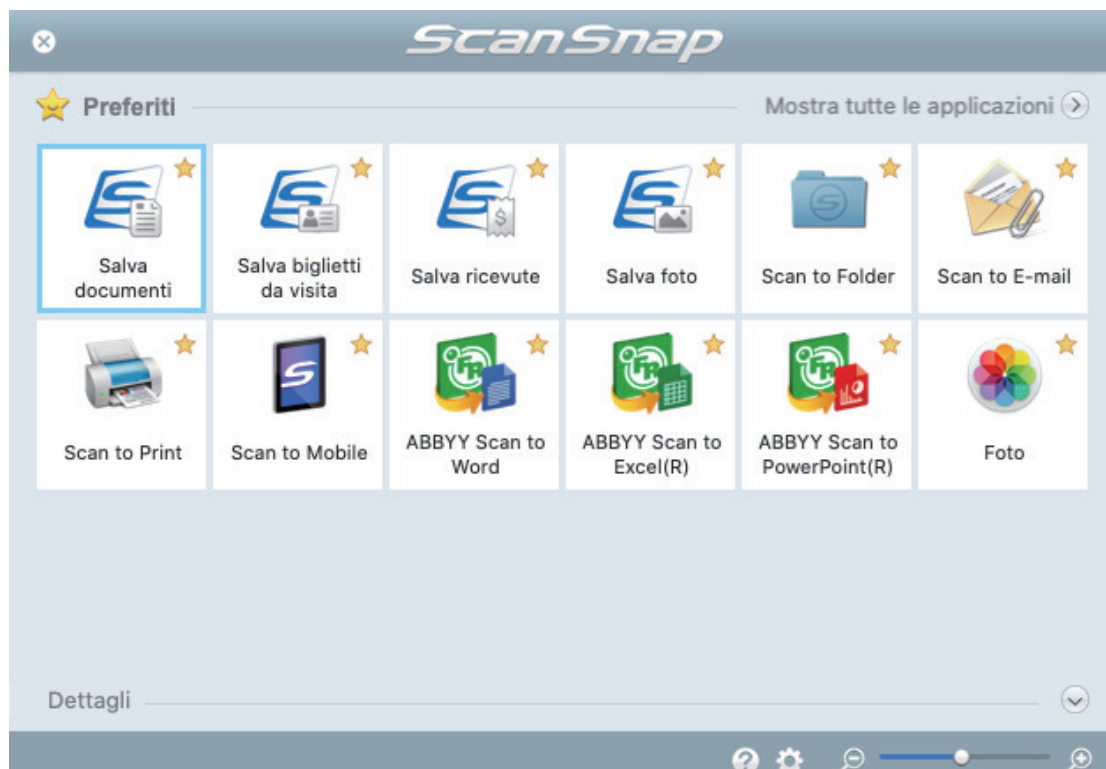 ScanSnap
Preferiti
Mostra tutte le applicazioni
Salva
documenti
Salva biglietti
da visita
Salva ricevute
Salva foto
Scan to Folder
Scan to E-mail
Scan to Print
Scan to Mobile
ABBYY Scan to
Word
ABBYY Scan to
Excel(R)
ABBYY Scan to
PowerPoint(R)
Foto
Dettagli